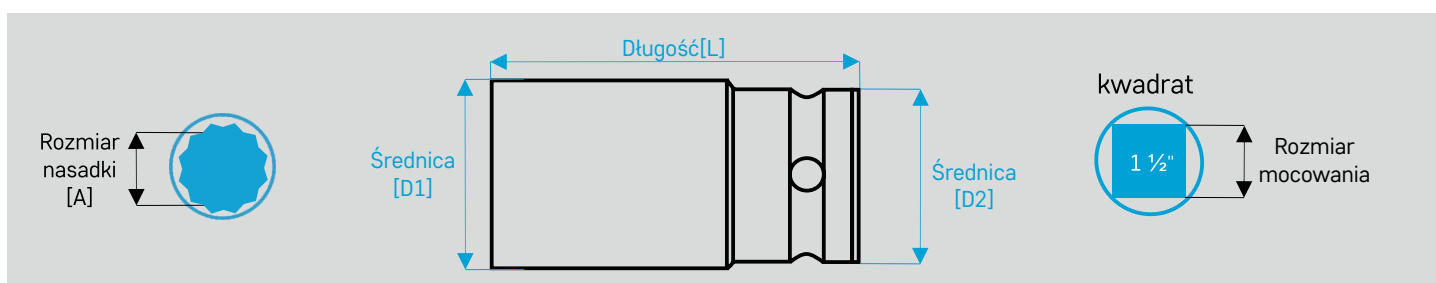 Długość[L]
kwadrat
Rozmiar
nasadki
[A]
Średnica
[D1]
Średnica
[D2]
1 ½"
Rozmiar
mocowania